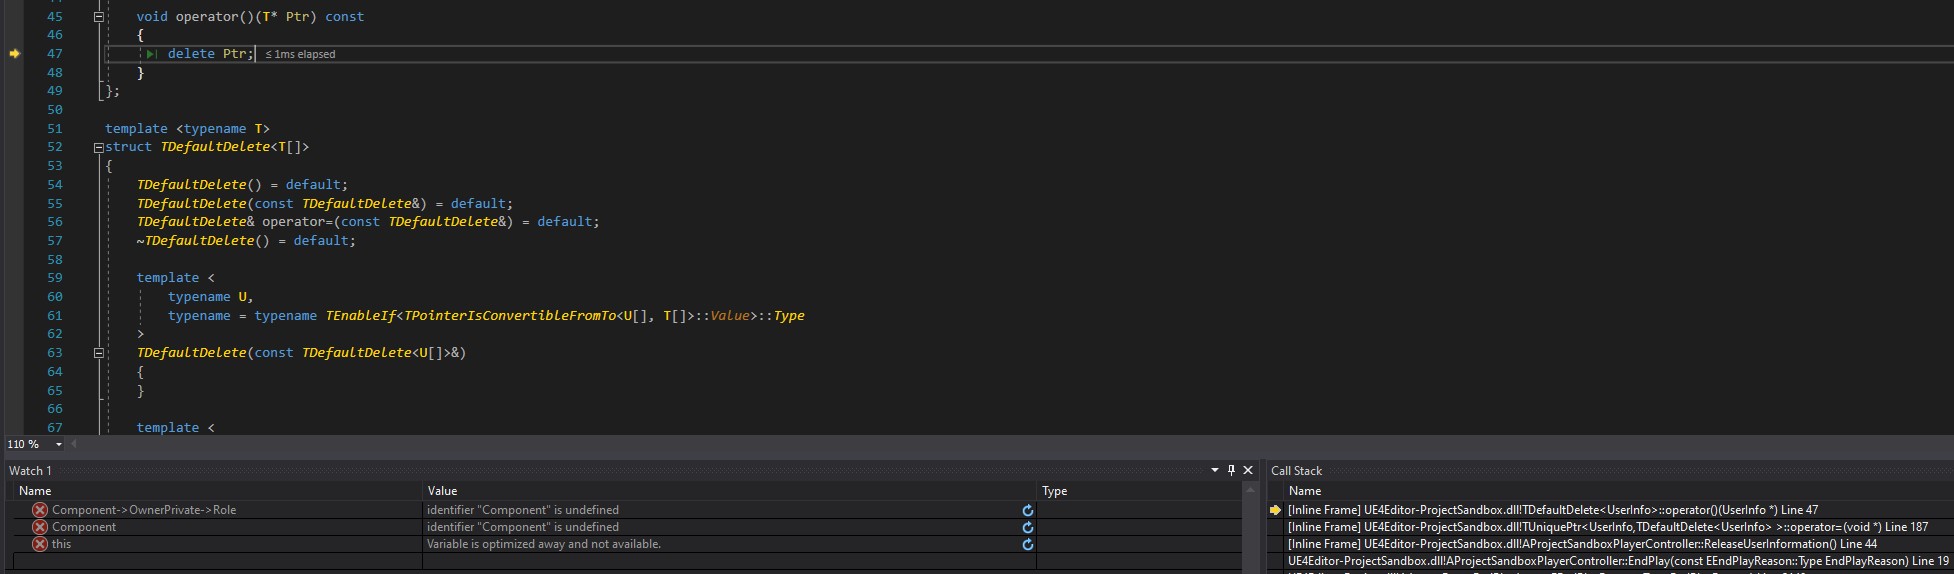 45 void operator()(T* Ptr) const
46 {
47 delete Ptr; ≤ 1ms elapsed
48 }
49 };
50
51 template <typename T>
52 struct TDefaultDelete<T[]>
53 {
54 TDefaultDelete() = default;
55 TDefaultDelete(const TDefaultDelete&) = default;
56 TDefaultDelete& operator=(const TDefaultDelete&) = default;
57 ~TDefaultDelete() = default;
58
59 template <
60 typename U,
61 typename = typename TEnableIf<TPointerIsConvertibleFromTo<U[], T[]>::Value>::Type
62 >
63 TDefaultDelete(const TDefaultDelete<U[]>&)
64 {
65 }
66
67 template <
110 %
Watch 1
Name Value Type
Component->OwnerPrivate->Role identifier "Component" is undefined
Component identifier "Component" is undefined
this Variable is optimized away and not available.
Call Stack
Name
[Inline Frame] UE4Editor-ProjectSandbox.dll!TDefaultDelete<UserInfo>::operator()(UserInfo *) Line 47
[Inline Frame] UE4Editor-ProjectSandbox.dll!TUniquePtr<UserInfo,TDefaultDelete<UserInfo> >::operator=(void *) Line 187
[Inline Frame] UE4Editor-ProjectSandbox.dll!AProjectSandboxPlayerController::ReleaseUserInformation() Line 44
UE4Editor-ProjectSandbox.dll!AProjectSandboxPlayerController::EndPlay(const EEndPlayReason::Type EndPlayReason) Line 19